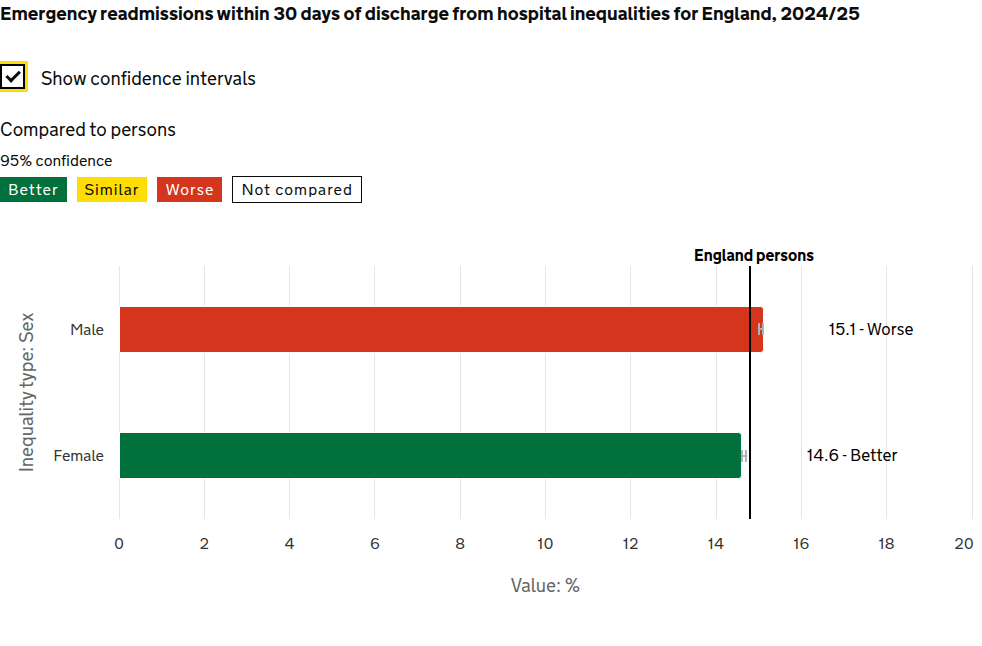 Emergency readmissions within 30 days of discharge from hospital inequalities for England, 2024/25
Show confidence intervals
Compared to persons
95% confidence
Better Similar Worse Not compared
England persons
Inequality type: Sex
Male 15.1 - Worse
Female 14.6 - Better
0 2 4 6 8 10 12 14 16 18 20
Value: %